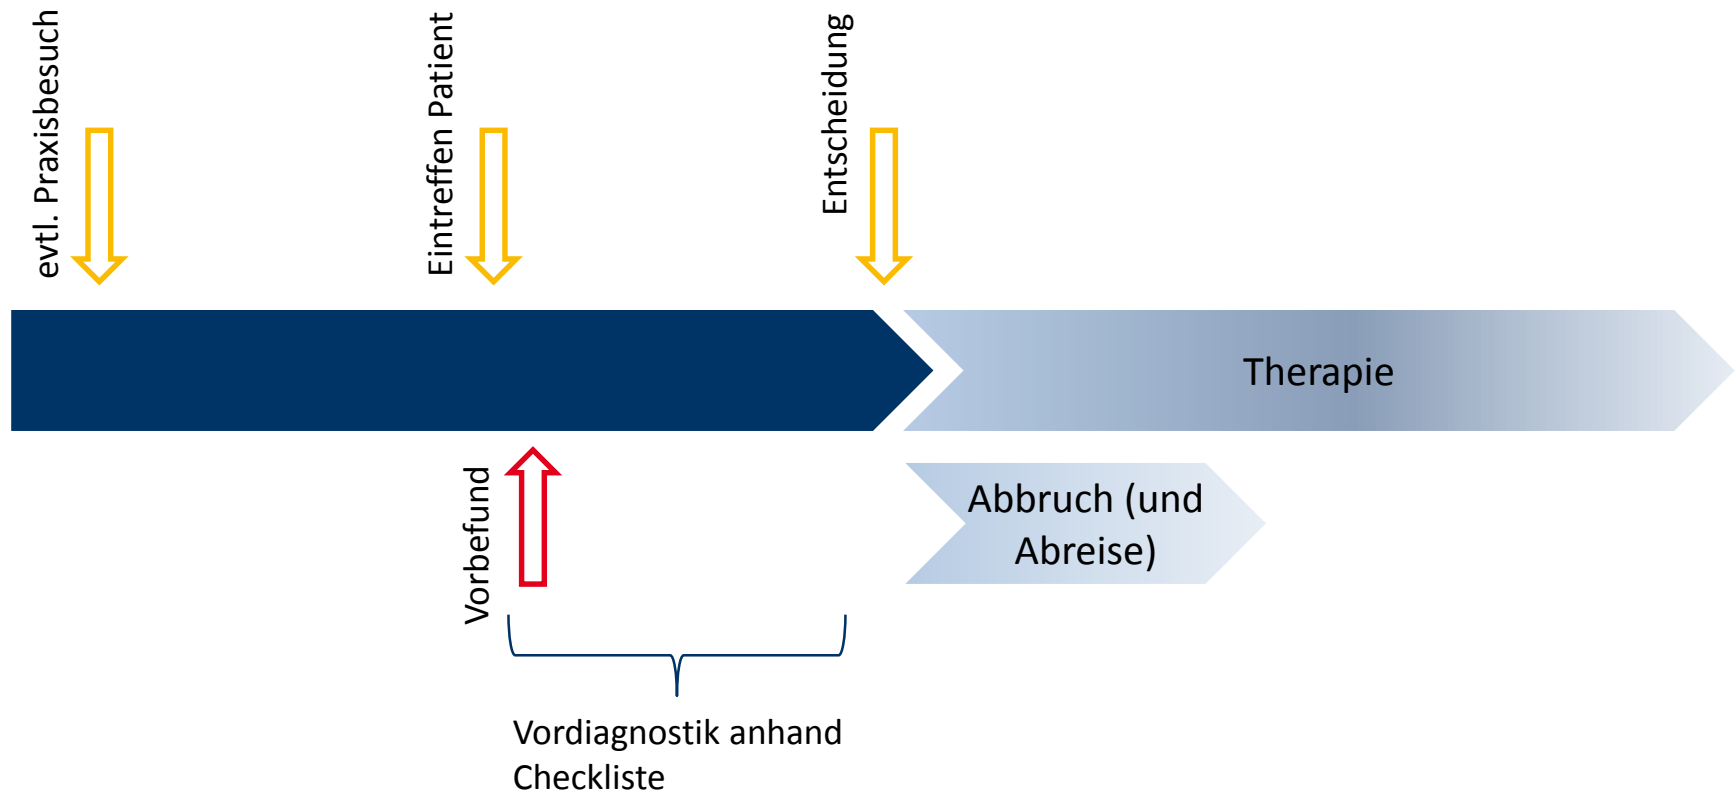 evtl. Praxisbesuch
Eintreffen Patient
Entscheidung
Therapie
Vorbefund
Abbruch (und
Abreise)
Vordiagnostik anhand
Checkliste